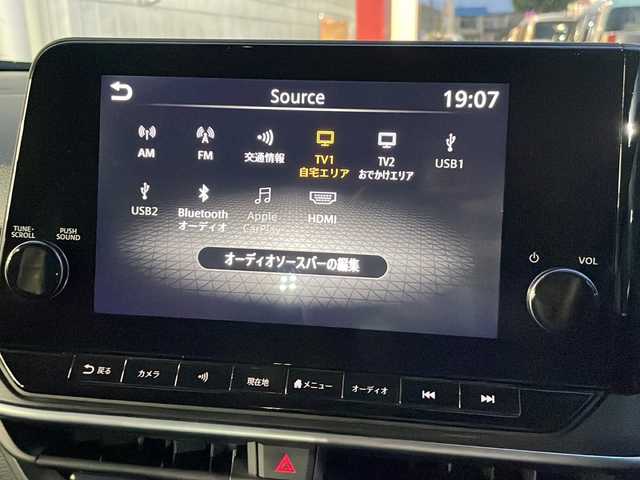 Source
19:07
AM
FM
交通情報
TV1
自宅エリア
TV2
おでかけエリア
USB1
USB2
Bluetooth
オーディオ
Apple
CarPlay
HDMI
オーディオソースバーの編集
TUNE・
SCROLL
PUSH
SOUND
VOL
戻る
カメラ
現在地
メニュー
オーディオ